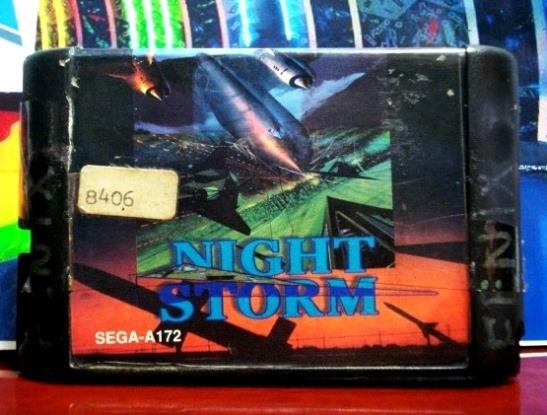 8406
NIGHT
STORM
SEGA-A172